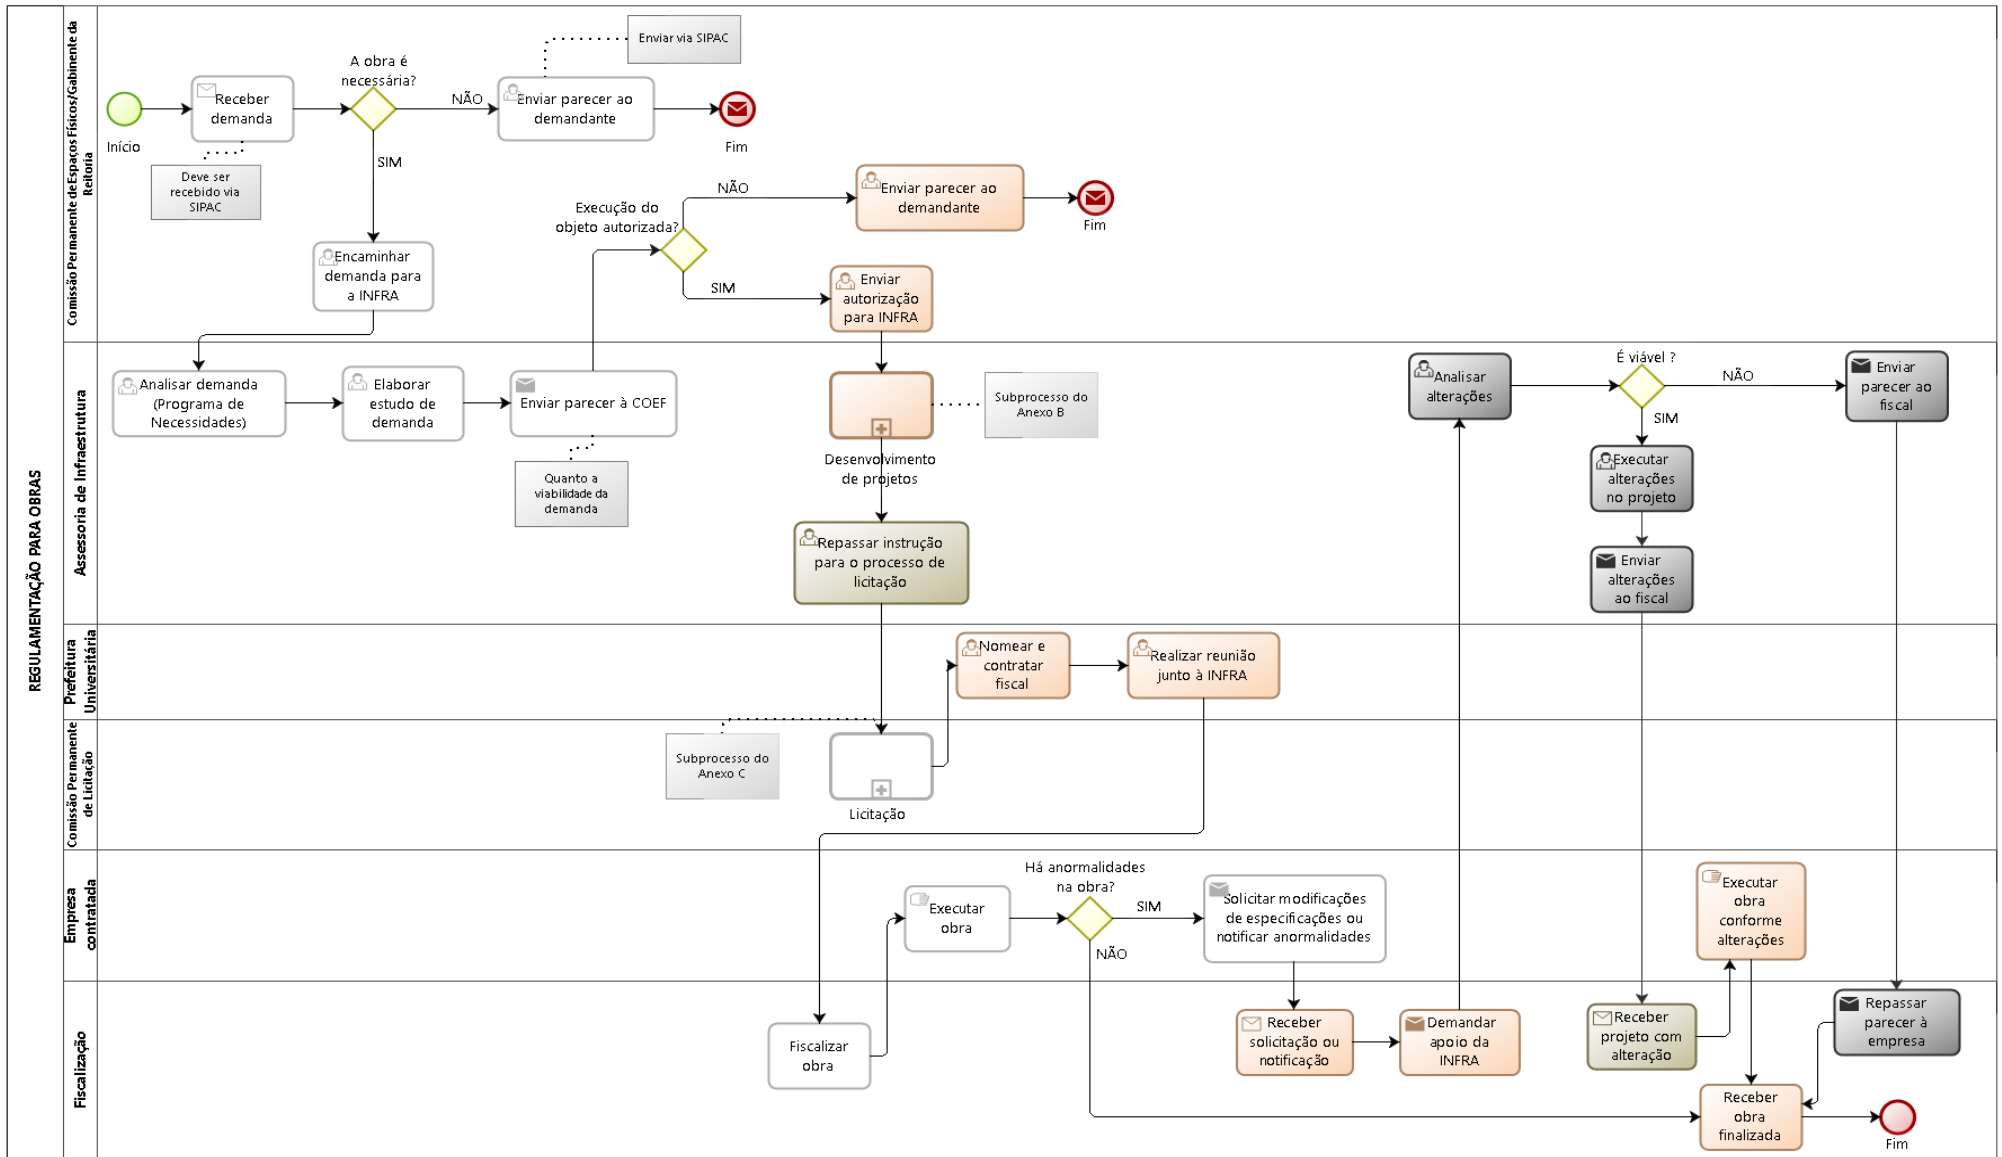 REGULAMENTAÇÃO PARA OBRAS
Comissão Permanente de Espaços Físicos/Gabinente da
Reitoria
Início
Receber
demanda
Deve ser
recebido via
SIPAC
A obra é
necessária?
NÃO
SIM
Enviar parecer ao
demandante
Enviar via SIPAC
Fim
Encaminhar
demanda para
a INFRA
Execução do
objeto autorizada?
NÃO
SIM
Enviar parecer ao
demandante
Fim
Enviar
autorização
para INFRA
Assessoria de Infraestrutura
Analisar demanda
(Programa de
Necessidades)
Elaborar
estudo de
demanda
Enviar parecer à COEF
Quanto a
viabilidade da
demanda
Desenvolvimento
de projetos
Subprocesso do
Anexo B
Repassar instrução
para o processo de
licitação
Analisar
alterações
É viável ?
NÃO
SIM
Enviar
parecer ao
fiscal
Executar
alterações
no projeto
Enviar
alterações
ao fiscal
Prefeitura
Universitária
Nomear e
contratar
fiscal
Realizar reunião
junto à INFRA
Comissão Permanente
de Licitação
Subprocesso do
Anexo C
Licitação
Empresa
contratada
Executar
obra
Há anormalidades
na obra?
SIM
NÃO
Solicitar modificações
de especificações ou
notificar anormalidades
Executar
obra
conforme
alterações
Fiscalização
Fiscalizar
obra
Receber
solicitação ou
notificação
Demandar
apoio da
INFRA
Receber
projeto com
alteração
Repassar
parecer à
empresa
Receber
obra
finalizada
Fim